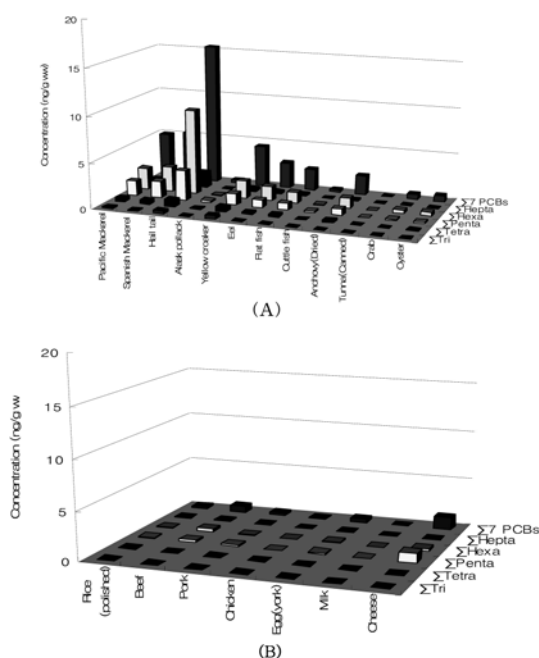 20
15
10
5
0
Concentration (ng/g ww)
Pacific Mackerel
Spanish Mackerel
Hail tail
Alask pollack
Yellow croaker
Eel
Flat fish
Cuttle fish
Anchovy(Dried)
Tunna(Canned)
Crab
Oyster
∑7 PCBs
∑Hepta
∑Hexa
∑Penta
∑Tetra
∑Tri
(A)
20
15
10
5
0
Concentration (ng/g ww
Rice
(polished)
Beef
Pork
Chicken
Egg(york)
Milk
Cheese
∑7 PCBs
∑Hepta
∑Hexa
∑Penta
∑Tetra
∑Tri
(B)